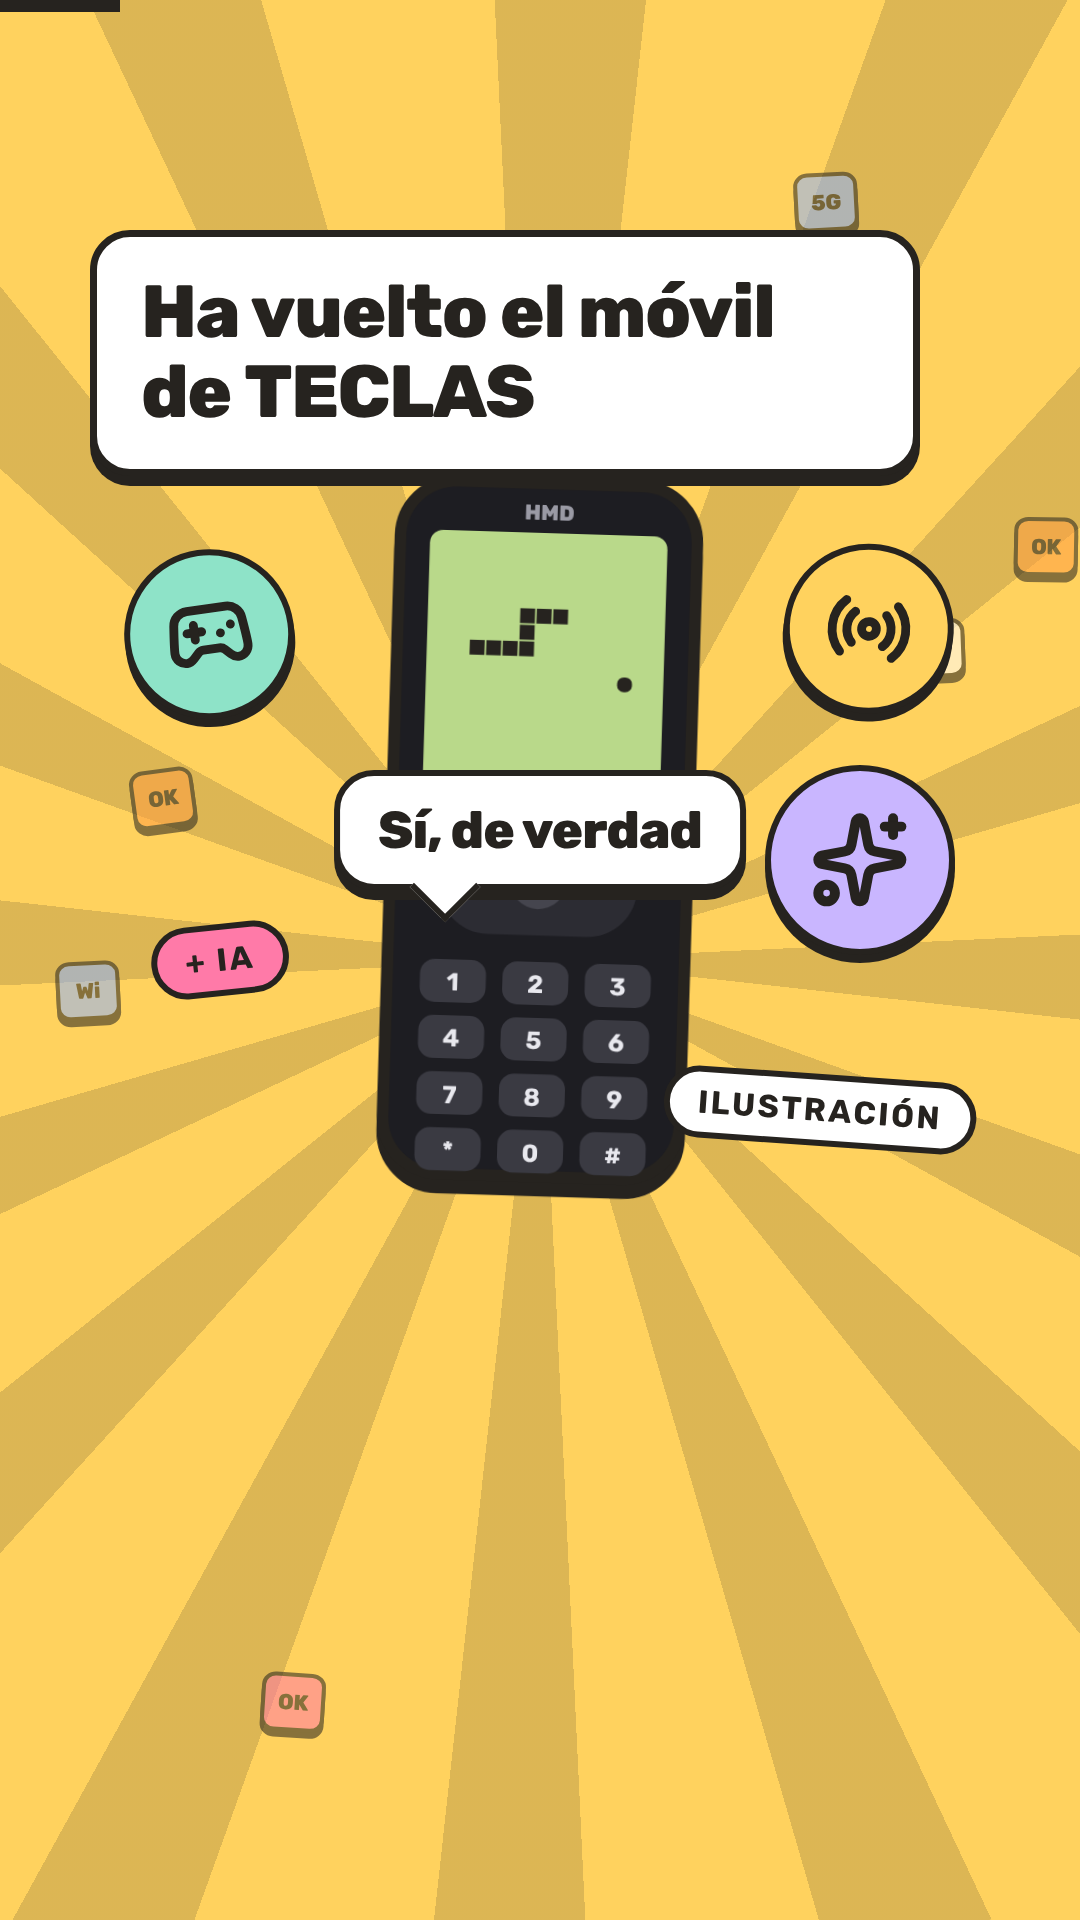 5G
Ha vuelto el móvil
de TECLAS
HMD
OK
OK
Sí, de verdad
+ IA
Wi
1 2 3
4 5 6
7 8 9
* 0 #
ILUSTRACIÓN
OK